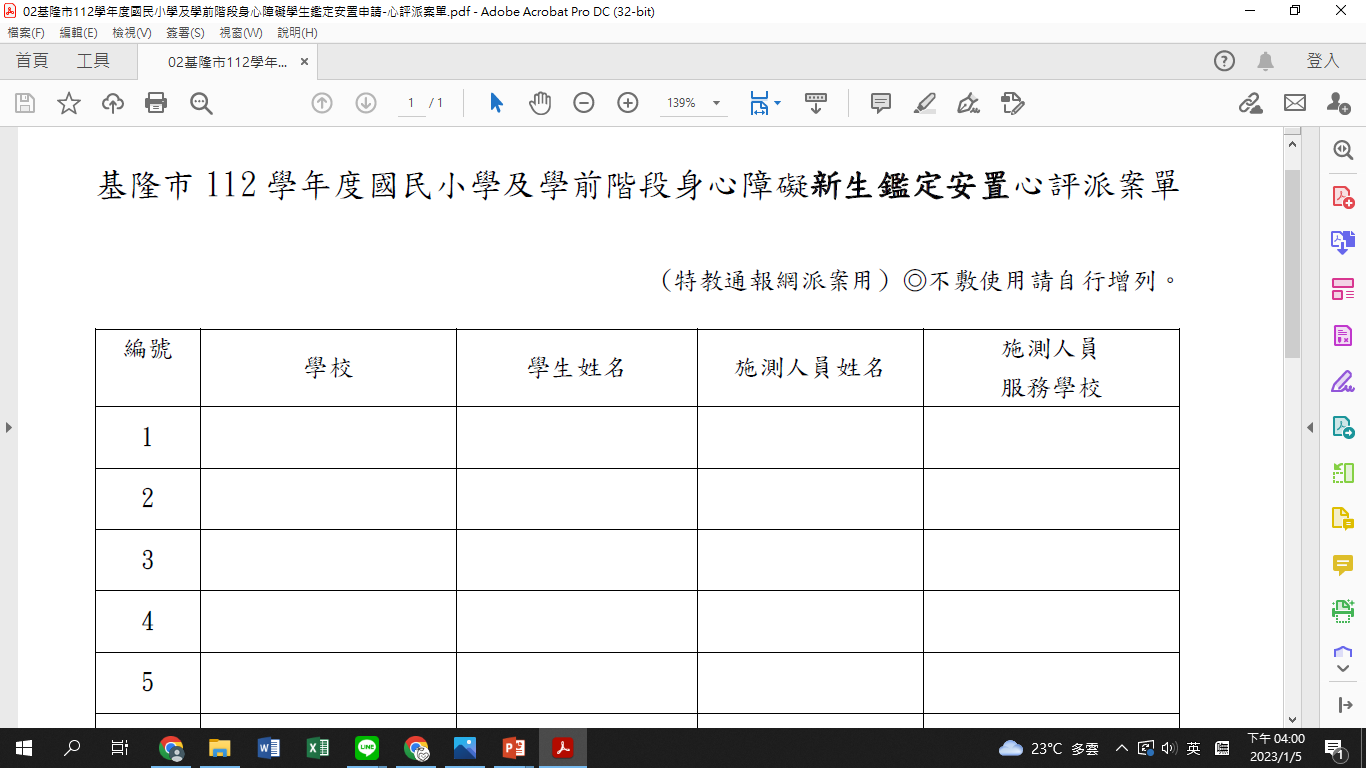 02基隆市112學年度國民小學及學前階段身心障礙學生鑑定安置申請-心評派案單.pdf - Adobe Acrobat Pro DC (32-bit)
檔案(F) 編輯(E) 檢視(V) 簽署(S) 視窗(W) 說明(H)
首頁 工具 02基隆市112學年... × 登入
1 / 1 139%
基隆市 112 學年度國民小學及學前階段身心障礙新生鑑定安置心評派案單
（特教通報網派案用）◎不敷使用請自行增列。
編號 學校 學生姓名 施測人員姓名 施測人員
服務學校
1
2
3
4
5
23°C 多雲 英 下午 04:00
2023/1/5 1